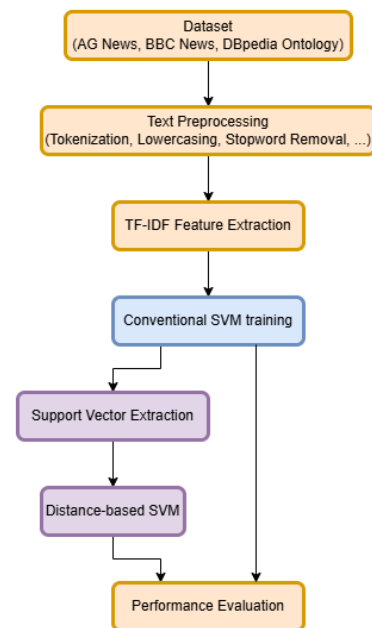 Dataset
(AG News, BBC News, DBpedia Ontology)
Text Preprocessing
(Tokenization, Lowercasing, Stopword Removal, ...)
TF-IDF Feature Extraction
Conventional SVM training
Support Vector Extraction
Distance-based SVM
Performance Evaluation